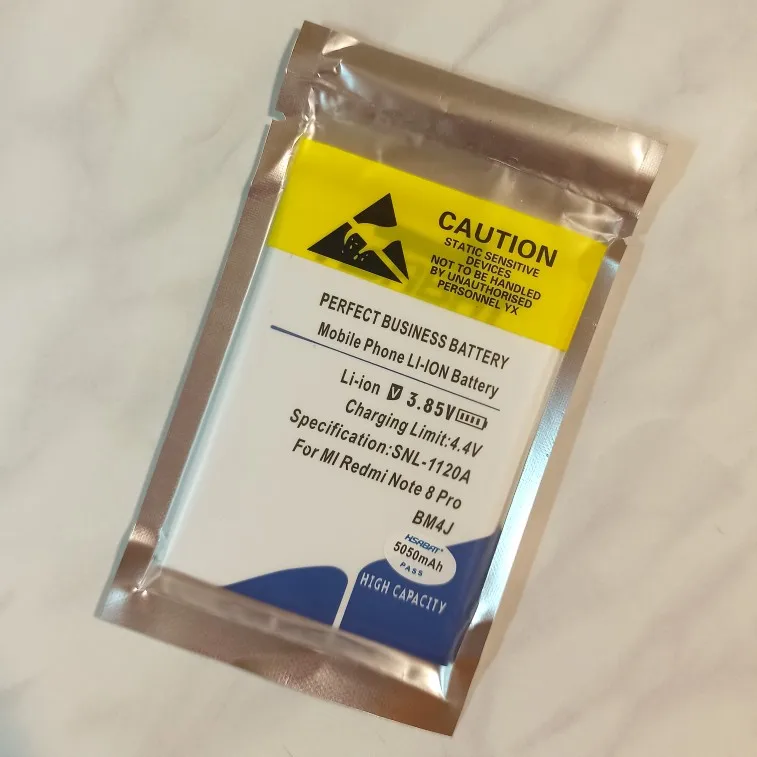 CAUTION
STATIC SENSITIVE
DEVICES
NOT TO BE HANDLED
BY UNAUTHORISED
PERSONNEL YX
PERFECT BUSINESS BATTERY
Mobile Phone LI-ION Battery
Li-ion V 3.85V
Charging Limit:4.4V
Specification:SNL-1120A
For MI Redmi Note 8 Pro
BM4J
HSABAT
5050mAh
PASS
HIGH CAPACITY